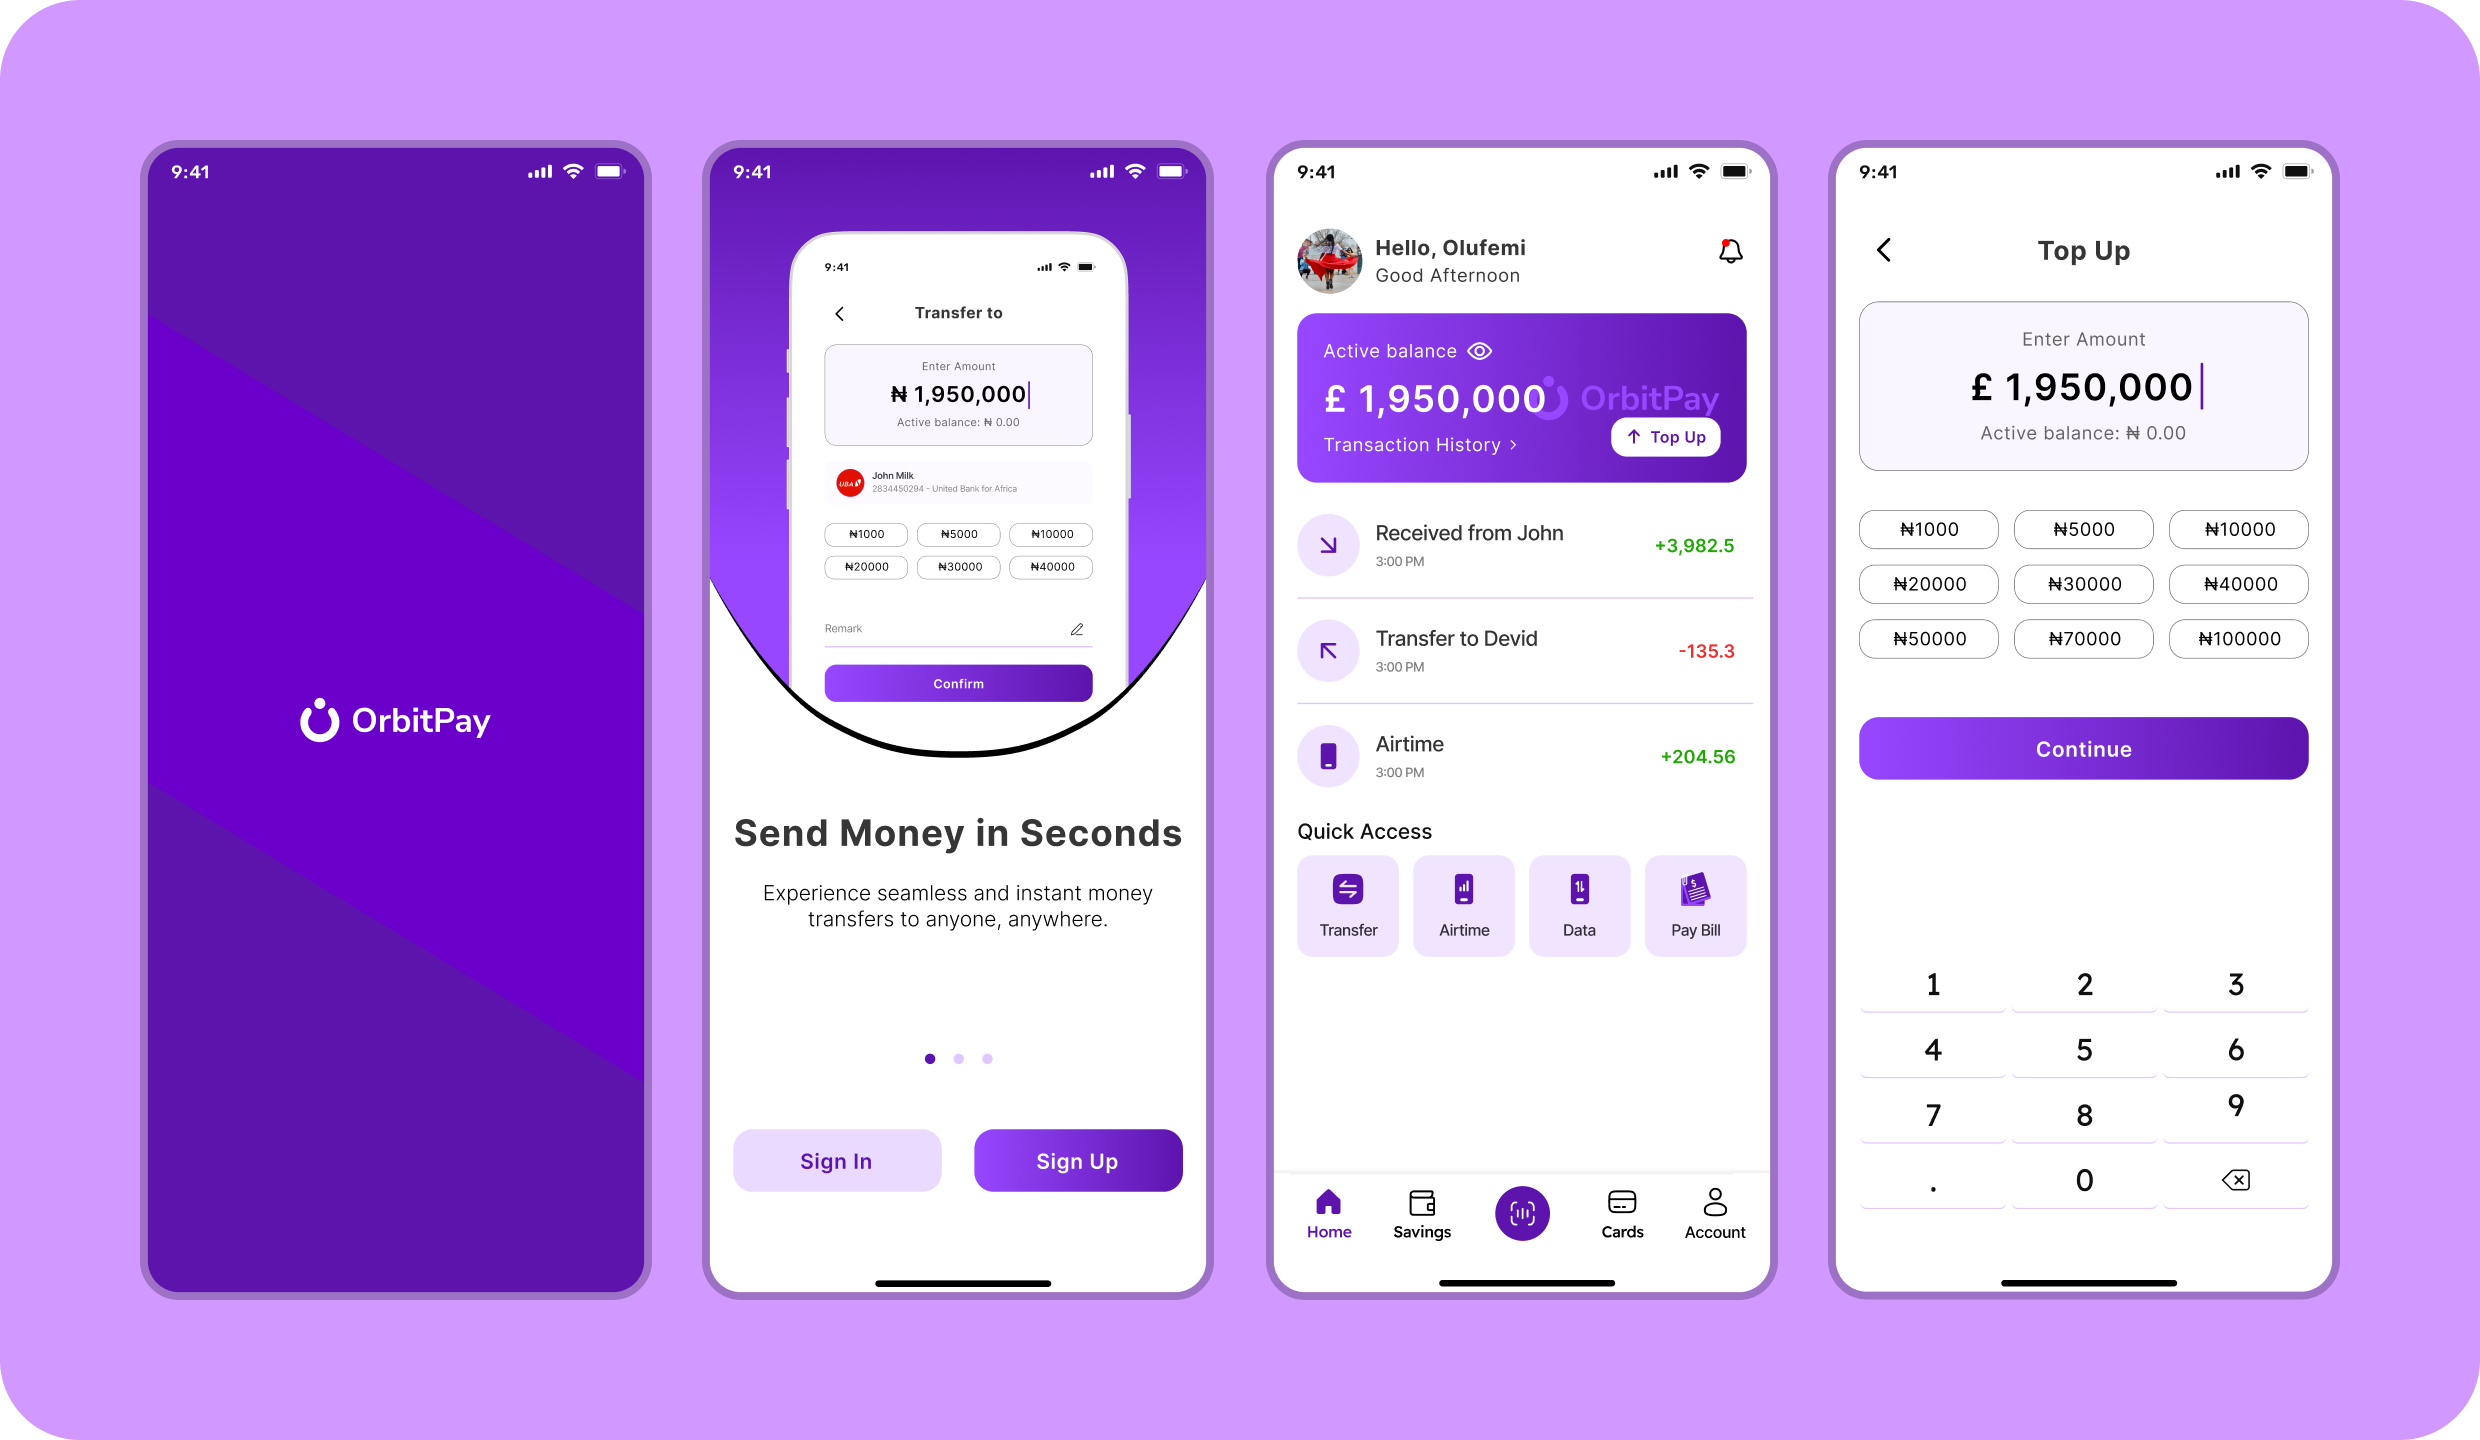 9:41
OrbitPay
9:41
9:41
Transfer to
Enter Amount
₦ 1,950,000
Active balance: ₦ 0.00
UBA
John Milk
2834450294 - United Bank for Africa
₦1000
₦5000
₦10000
₦20000
₦30000
₦40000
Remark
Confirm
Send Money in Seconds
Experience seamless and instant money
transfers to anyone, anywhere.
Sign In
Sign Up
9:41
Hello, Olufemi
Good Afternoon
Active balance
£ 1,950,000
OrbitPay
Transaction History >
Top Up
Received from John
3:00 PM
+3,982.5
Transfer to Devid
3:00 PM
-135.3
Airtime
3:00 PM
+204.56
Quick Access
Transfer
Airtime
Data
$
Pay Bill
Home
Savings
Cards
Account
9:41
Top Up
Enter Amount
£ 1,950,000
Active balance: ₦ 0.00
₦1000
₦5000
₦10000
₦20000
₦30000
₦40000
₦50000
₦70000
₦100000
Continue
1
2
3
4
5
6
7
8
9
.
0